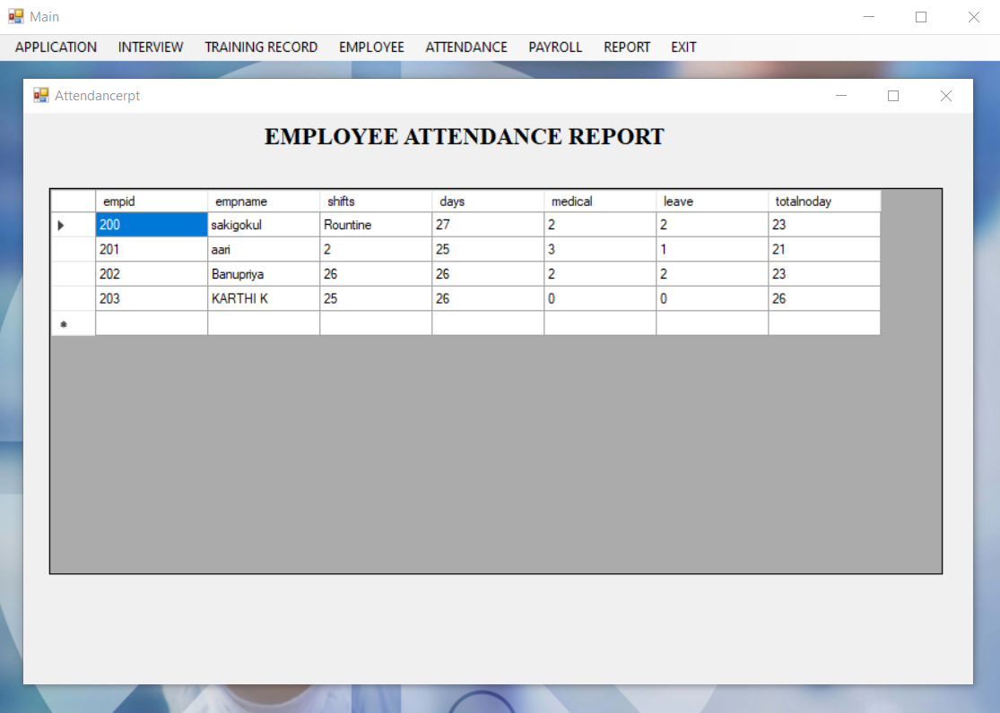 Main
APPLICATION INTERVIEW TRAINING RECORD EMPLOYEE ATTENDANCE PAYROLL REPORT EXIT
Attendancerpt
EMPLOYEE ATTENDANCE REPORT
empid empname shifts days medical leave totalnoday
200 sakigokul Rountine 27 2 2 23
201 aari 2 25 3 1 21
202 Banupriya 26 26 2 2 23
203 KARTHI K 25 26 0 0 26